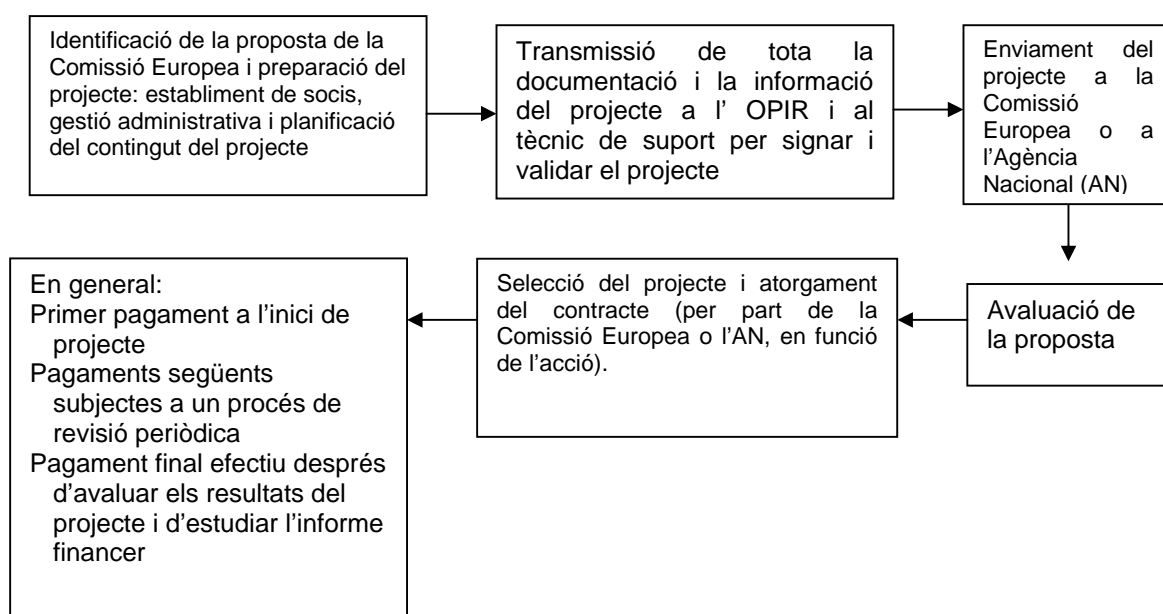 Identificació de la proposta de la
Comissió Europea i preparació del
projecte: establiment de socis,
gestió administrativa i planificació
del contingut del projecte
Transmissió de tota la
documentació i la informació
del projecte a l' OPIR i al
tècnic de suport per signar i
validar el projecte
Enviament del
projecte a la
Comissió
Europea o a
l'Agència
Nacional (AN)
Avaluació de
la proposta
Selecció del projecte i atorgament
del contracte (per part de la
Comissió Europea o l'AN, en funció
de l'acció).
En general:
Primer pagament a l'inici de
projecte
Pagaments següents
subjectes a un procés de
revisió periòdica
Pagament final efectiu després
d'avaluar els resultats del
projecte i d'estudiar l'informe
financer